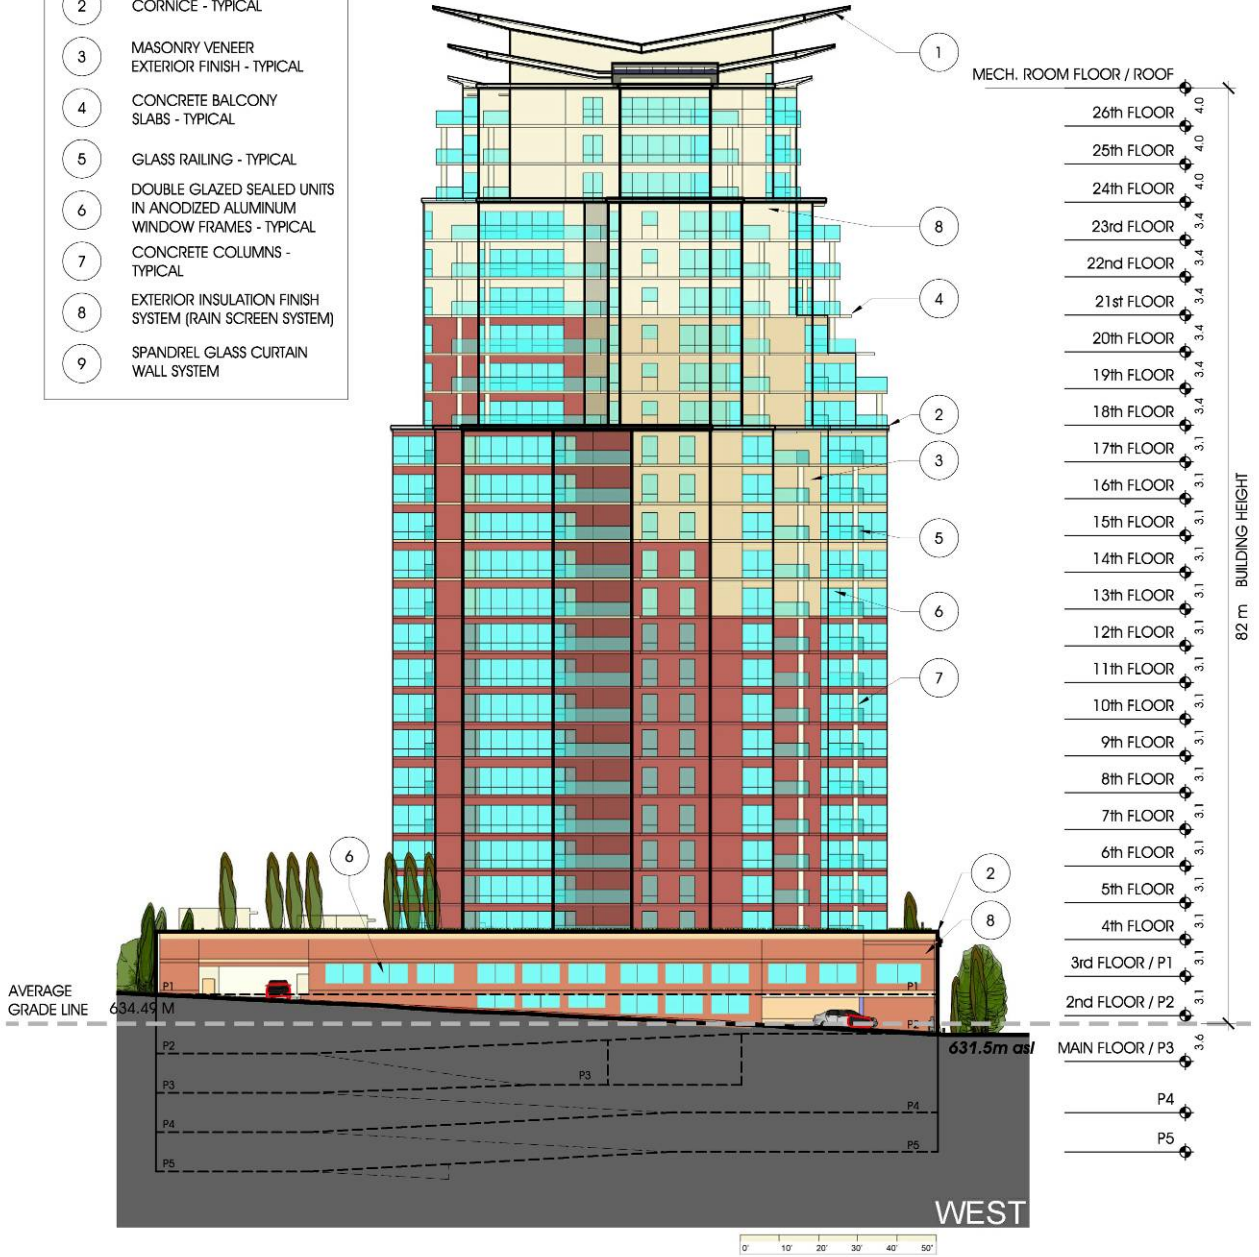 2
CORNICE - TYPICAL
3
MASONRY VENEER
EXTERIOR FINISH - TYPICAL
4
CONCRETE BALCONY
SLABS - TYPICAL
5
GLASS RAILING - TYPICAL
6
DOUBLE GLAZED SEALED UNITS
IN ANODIZED ALUMINUM
WINDOW FRAMES - TYPICAL
7
CONCRETE COLUMNS -
TYPICAL
8
EXTERIOR INSULATION FINISH
SYSTEM (RAIN SCREEN SYSTEM)
9
SPANDREL GLASS CURTAIN
WALL SYSTEM
1
8
4
2
3
5
6
7
6
2
8
MECH. ROOM FLOOR / ROOF
4.0
26th FLOOR
4.0
25th FLOOR
4.0
24th FLOOR
3.4
23rd FLOOR
3.4
22nd FLOOR
3.4
21st FLOOR
3.4
20th FLOOR
3.4
19th FLOOR
3.4
18th FLOOR
3.1
17th FLOOR
3.1
16th FLOOR
3.1
15th FLOOR
3.1
14th FLOOR
3.1
13th FLOOR
3.1
12th FLOOR
3.1
11th FLOOR
3.1
10th FLOOR
3.1
9th FLOOR
3.1
8th FLOOR
3.1
7th FLOOR
3.1
6th FLOOR
3.1
5th FLOOR
3.1
4th FLOOR
3.1
3rd FLOOR / P1
3.1
2nd FLOOR / P2
3.6
MAIN FLOOR / P3
P4
P5
82 m BUILDING HEIGHT
AVERAGE
GRADE LINE
634.49 M
631.5m asl
P1
P1
P2
P2
P3
P3
P4
P4
P5
P5
WEST
0' 10' 20' 30' 40' 50'